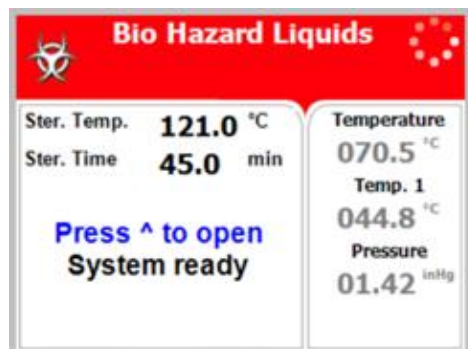 Bio Hazard Liquids
Ster. Temp. 121.0 °C
Ster. Time 45.0 min
Press ^ to open
System ready
Temperature
070.5 °C
Temp. 1
044.8 °C
Pressure
01.42 inHg